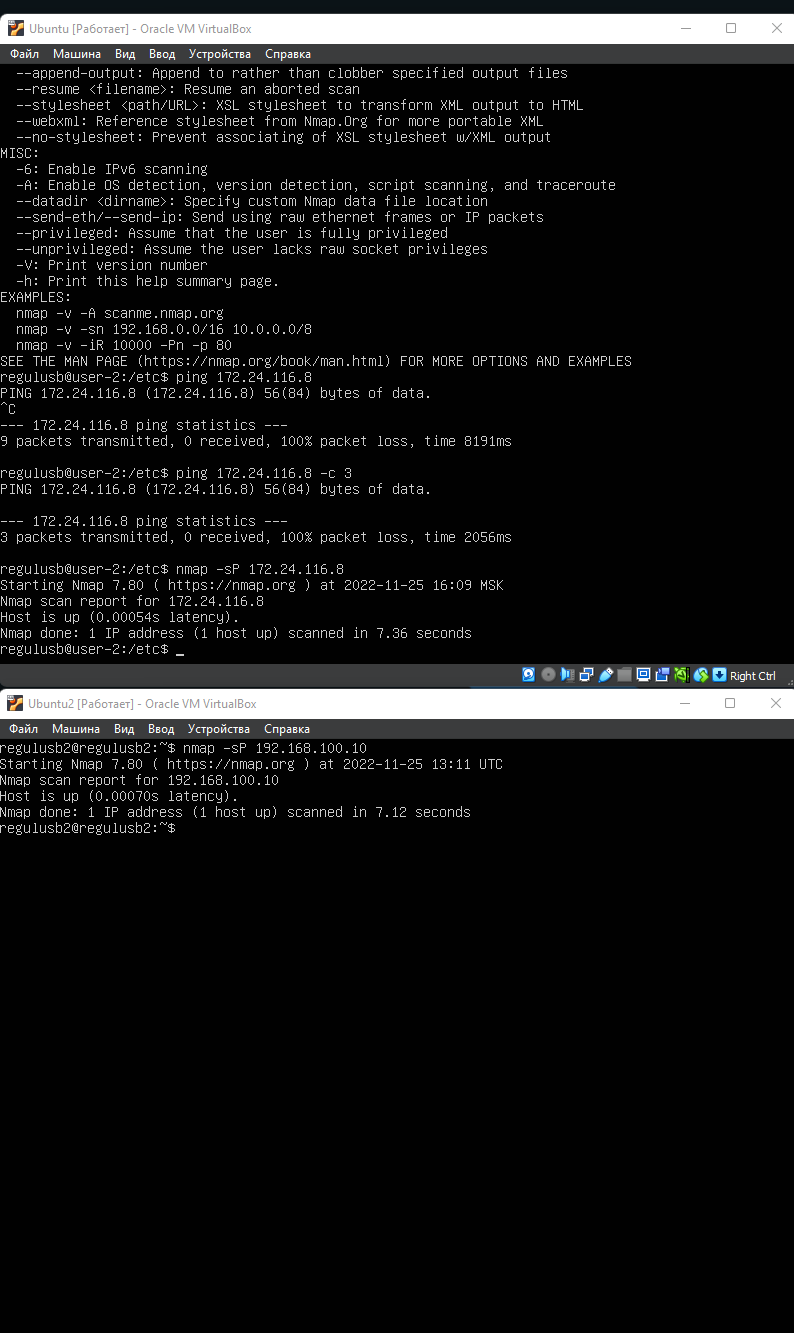 Ubuntu [Работает] - Oracle VM VirtualBox
Файл Машина Вид Ввод Устройства Справка
--append-output: Append to rather than clobber specified output files
--resume <filename>: Resume an aborted scan
--stylesheet <path/URL>: XSL stylesheet to transform XML output to HTML
--webxml: Reference stylesheet from Nmap.Org for more portable XML
--no-stylesheet: Prevent associating of XSL stylesheet w/XML output
MISC:
-6: Enable IPv6 scanning
-A: Enable OS detection, version detection, script scanning, and traceroute
--datadir <dirname>: Specify custom Nmap data file location
--send-eth/--send-ip: Send using raw ethernet frames or IP packets
--privileged: Assume that the user is fully privileged
--unprivileged: Assume the user lacks raw socket privileges
-V: Print version number
-h: Print this help summary page.
EXAMPLES:
nmap -v -A scanme.nmap.org
nmap -v -sn 192.168.0.0/16 10.0.0.0/8
nmap -v -iR 10000 -Pn -p 80
SEE THE MAN PAGE (https://nmap.org/book/man.html) FOR MORE OPTIONS AND EXAMPLES
regulusb@user-2:/etc$ ping 172.24.116.8
PING 172.24.116.8 (172.24.116.8) 56(84) bytes of data.
^C
--- 172.24.116.8 ping statistics ---
9 packets transmitted, 0 received, 100% packet loss, time 8191ms
regulusb@user-2:/etc$ ping 172.24.116.8 -c 3
PING 172.24.116.8 (172.24.116.8) 56(84) bytes of data.
--- 172.24.116.8 ping statistics ---
3 packets transmitted, 0 received, 100% packet loss, time 2056ms
regulusb@user-2:/etc$ nmap -sP 172.24.116.8
Starting Nmap 7.80 ( https://nmap.org ) at 2022-11-25 16:09 MSK
Nmap scan report for 172.24.116.8
Host is up (0.00054s latency).
Nmap done: 1 IP address (1 host up) scanned in 7.36 seconds
regulusb@user-2:/etc$ _
Right Ctrl
Ubuntu2 [Работает] - Oracle VM VirtualBox
Файл Машина Вид Ввод Устройства Справка
regulusb2@regulusb2:~$ nmap -sP 192.168.100.10
Starting Nmap 7.80 ( https://nmap.org ) at 2022-11-25 13:11 UTC
Nmap scan report for 192.168.100.10
Host is up (0.00070s latency).
Nmap done: 1 IP address (1 host up) scanned in 7.12 seconds
regulusb2@regulusb2:~$